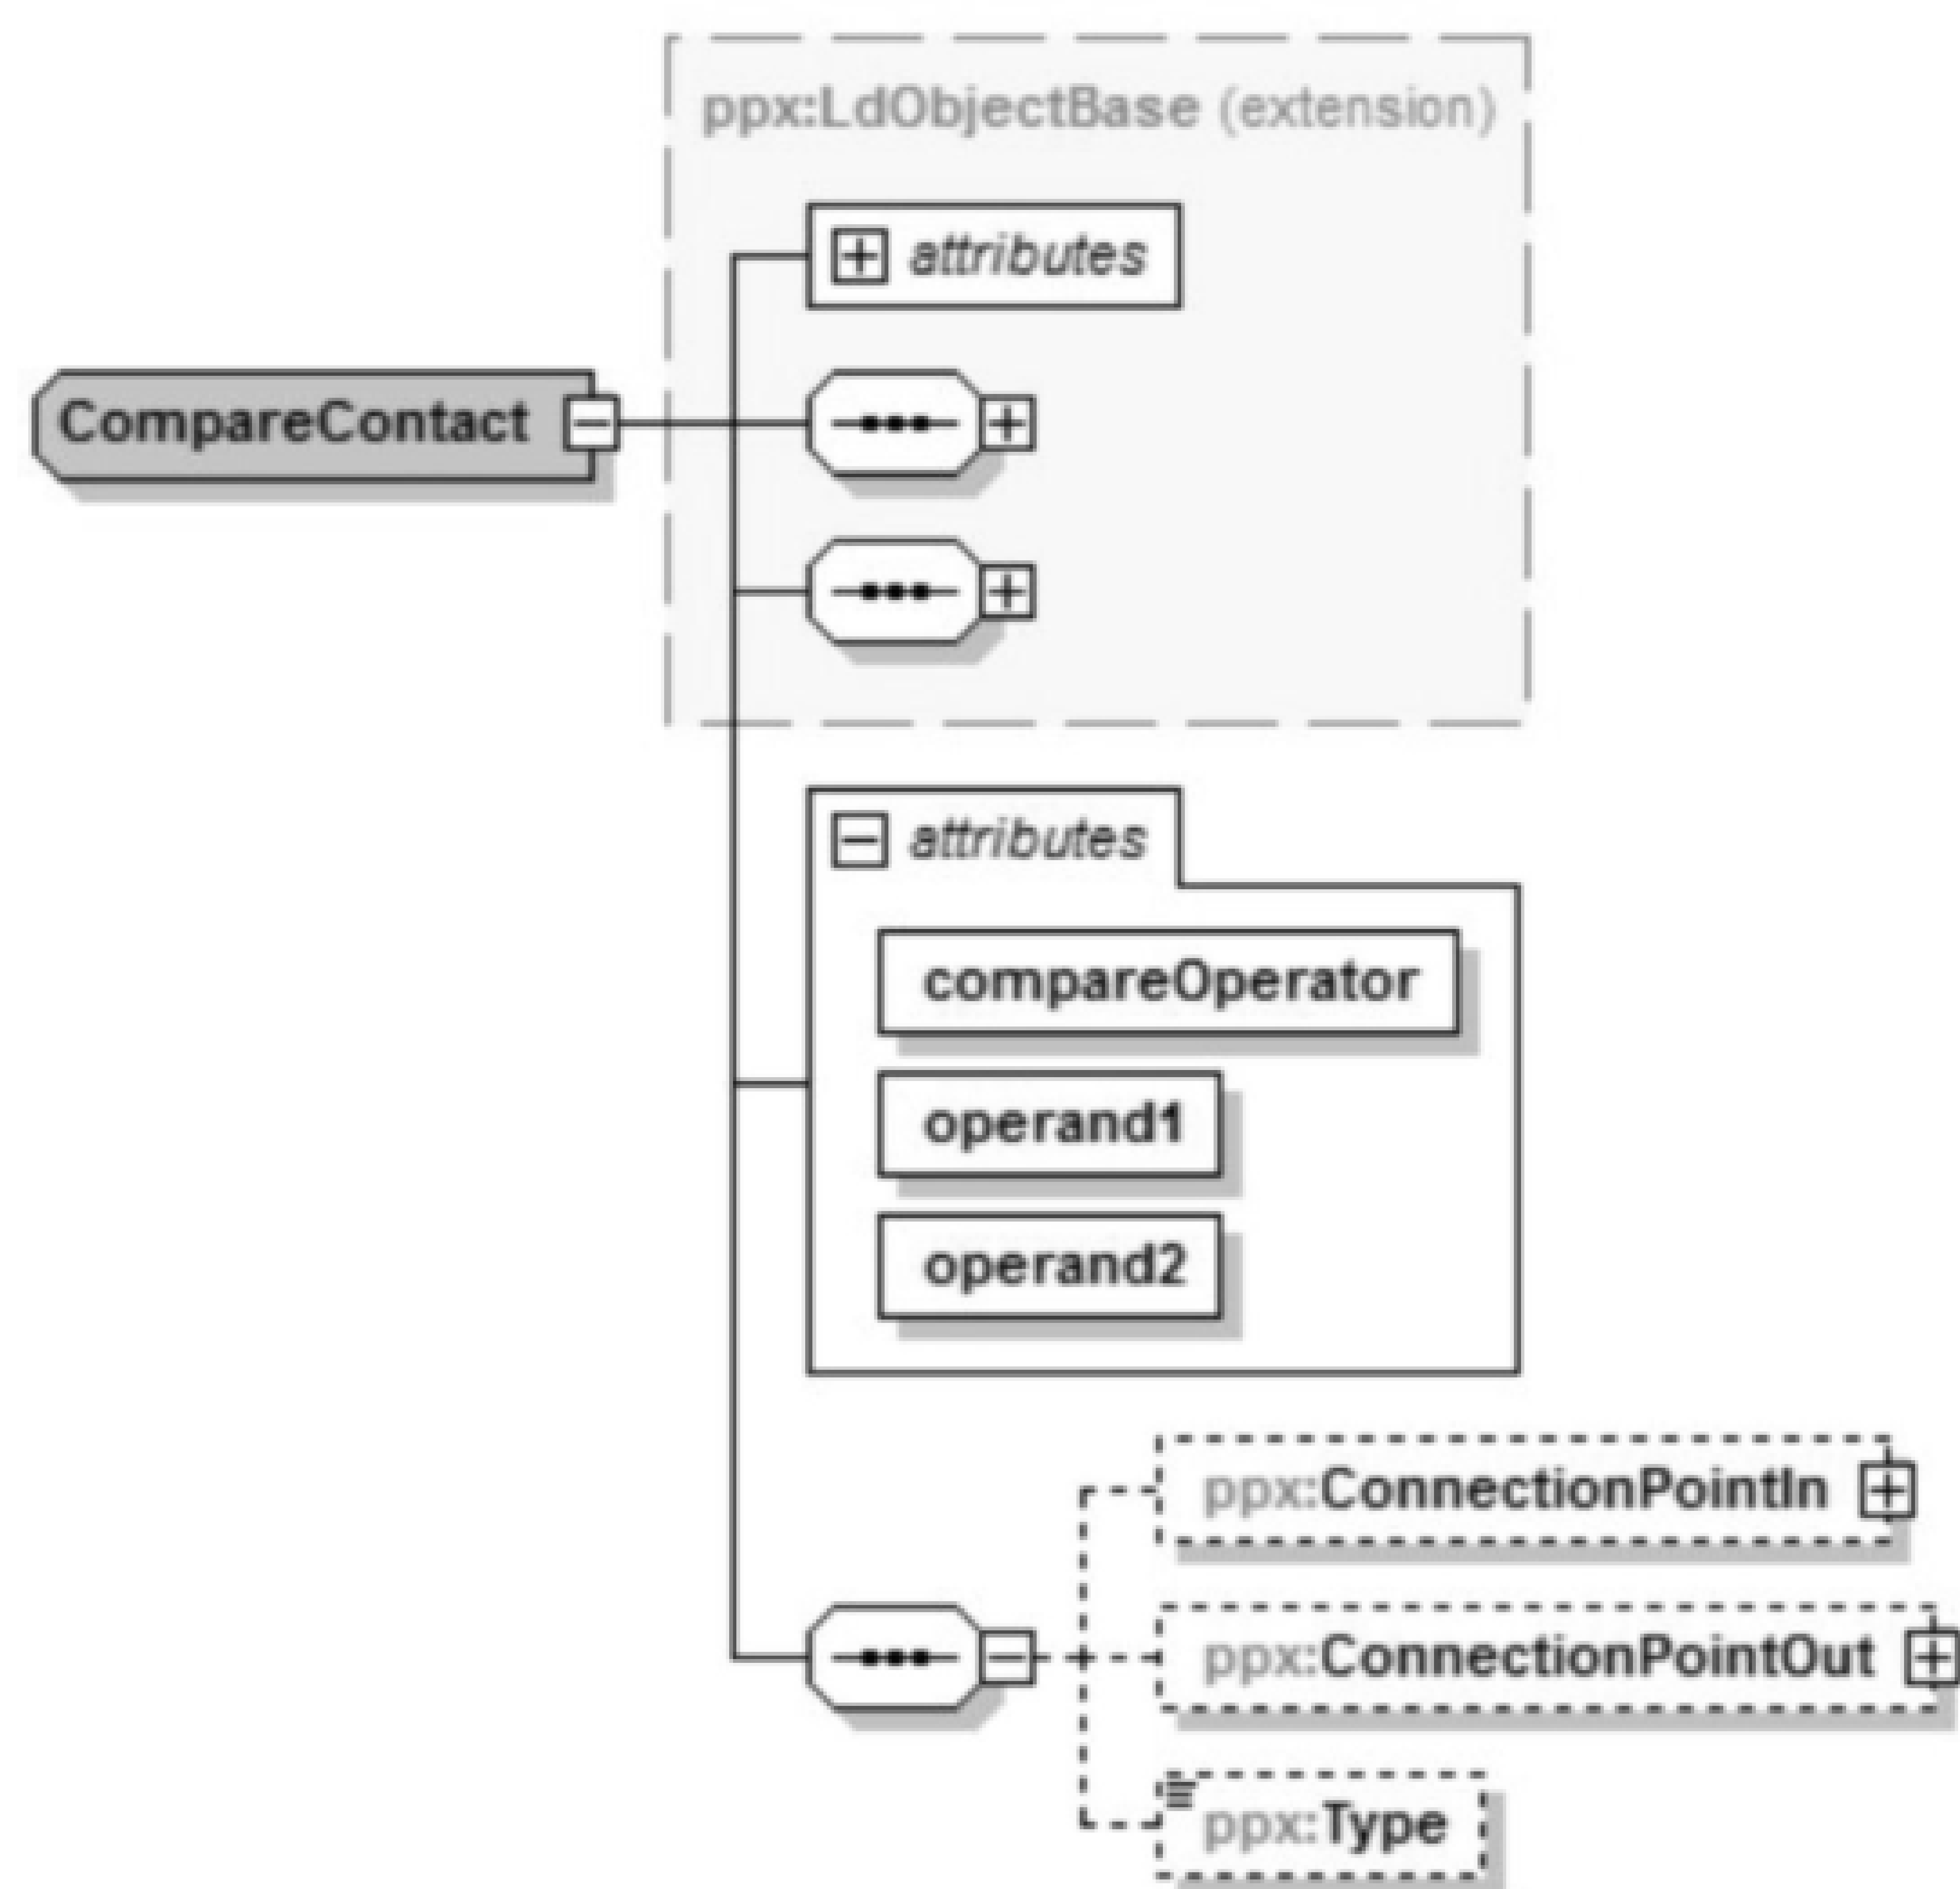 ppx:LdObjectBase (extension)
attributes
CompareContact
attributes
compareOperator
operand1
operand2
ppx:ConnectionPointIn
ppx:ConnectionPointOut
ppx:Type